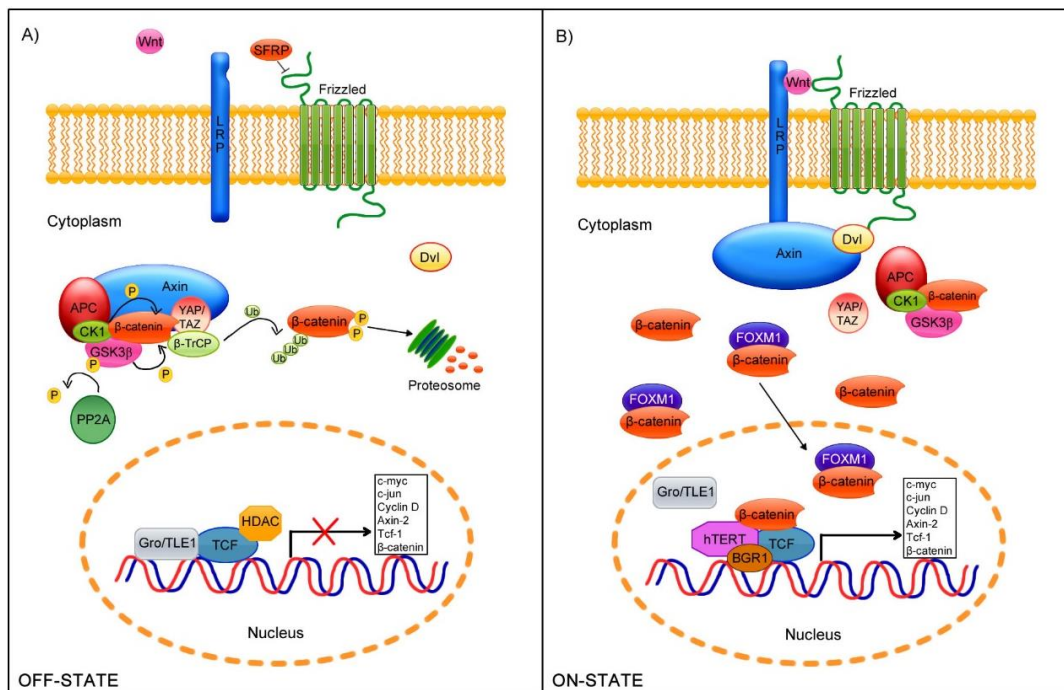 A)
Wnt
SFRP
Frizzled
LRP
Cytoplasm
Dvl
Axin
APC
P
YAP/
TAZ
CK1
β-catenin
β-TrCP
GSK3β
P
P
P
PP2A
Ub
β-catenin
P
P
Ub
Ub
Ub
Proteosome
HDAC
Gro/TLE1
TCF
c-myc
c-jun
Cyclin D
Axin-2
Tcf-1
β-catenin
Nucleus
OFF-STATE
B)
Wnt
Frizzled
LRP
Cytoplasm
Axin
Dvl
APC
CK1
β-catenin
GSK3β
YAP/
TAZ
β-catenin
FOXM1
β-catenin
FOXM1
β-catenin
β-catenin
FOXM1
β-catenin
Gro/TLE1
β-catenin
hTERT
TCF
BGR1
c-myc
c-jun
Cyclin D
Axin-2
Tcf-1
β-catenin
Nucleus
ON-STATE